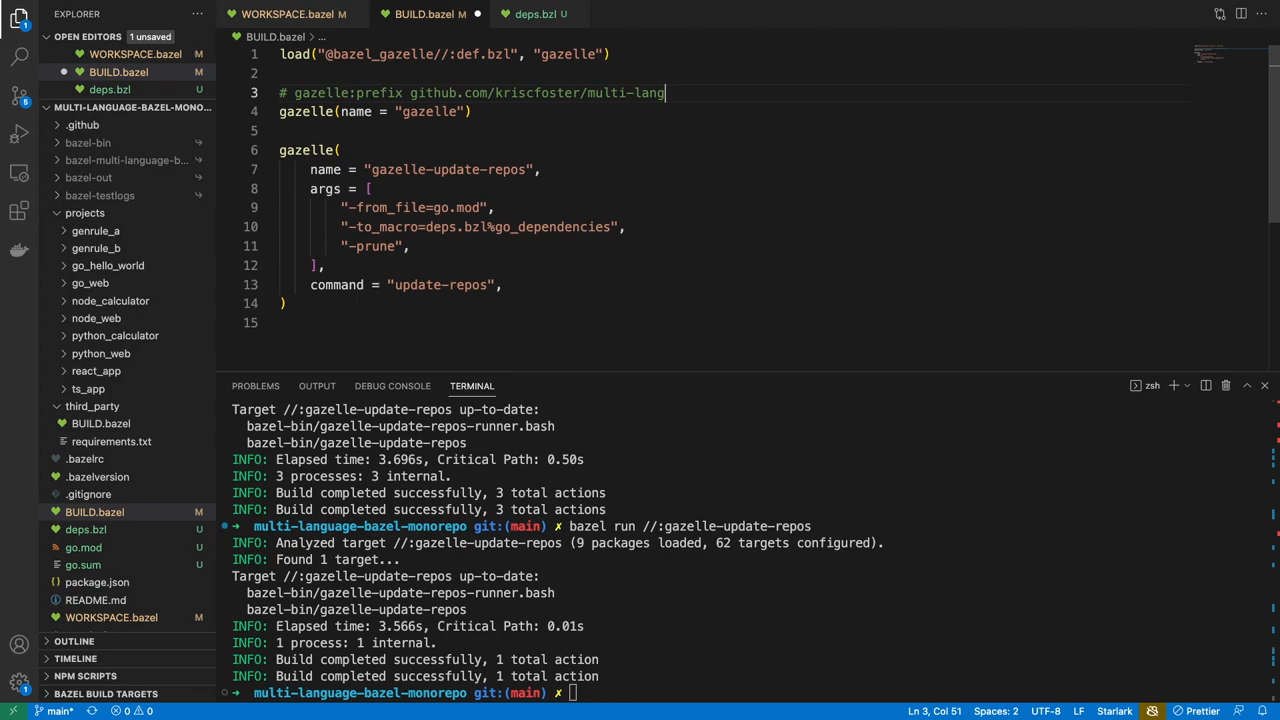 EXPLORER
OPEN EDITORS 1 unsaved
WORKSPACE.bazel M
BUILD.bazel M
deps.bzl U
MULTI-LANGUAGE-BAZEL-MONO...
.github
bazel-bin
bazel-multi-language-b...
bazel-out
bazel-testlogs
projects
genrule_a
genrule_b
go_hello_world
go_web
node_calculator
node_web
python_calculator
python_web
react_app
ts_app
third_party
BUILD.bazel
requirements.txt
.bazelrc
.bazelversion
.gitignore
BUILD.bazel M
deps.bzl U
go.mod U
go.sum U
package.json
README.md
WORKSPACE.bazel M
OUTLINE
TIMELINE
NPM SCRIPTS
BAZEL BUILD TARGETS
1
5
1
WORKSPACE.bazel M
BUILD.bazel M
deps.bzl U
BUILD.bazel > ...
1 load("@bazel_gazelle//:def.bzl", "gazelle")
2
3 # gazelle:prefix github.com/kriscfoster/multi-lang
4 gazelle(name = "gazelle")
5
6 gazelle(
7 name = "gazelle-update-repos",
8 args = [
9 "-from_file=go.mod",
10 "-to_macro=deps.bzl%go_dependencies",
11 "-prune",
12 ],
13 command = "update-repos",
14 )
15
PROBLEMS OUTPUT DEBUG CONSOLE TERMINAL zsh
Target //:gazelle-update-repos up-to-date:
bazel-bin/gazelle-update-repos-runner.bash
bazel-bin/gazelle-update-repos
INFO: Elapsed time: 3.696s, Critical Path: 0.50s
INFO: 3 processes: 3 internal.
INFO: Build completed successfully, 3 total actions
INFO: Build completed successfully, 3 total actions
➜ multi-language-bazel-monorepo git:(main) ✗ bazel run //:gazelle-update-repos
INFO: Analyzed target //:gazelle-update-repos (9 packages loaded, 62 targets configured).
INFO: Found 1 target...
Target //:gazelle-update-repos up-to-date:
bazel-bin/gazelle-update-repos-runner.bash
bazel-bin/gazelle-update-repos
INFO: Elapsed time: 3.566s, Critical Path: 0.01s
INFO: 1 process: 1 internal.
INFO: Build completed successfully, 1 total action
INFO: Build completed successfully, 1 total action
➜ multi-language-bazel-monorepo git:(main) ✗
main* 0 0 Ln 3, Col 51 Spaces: 2 UTF-8 LF Starlark Prettier